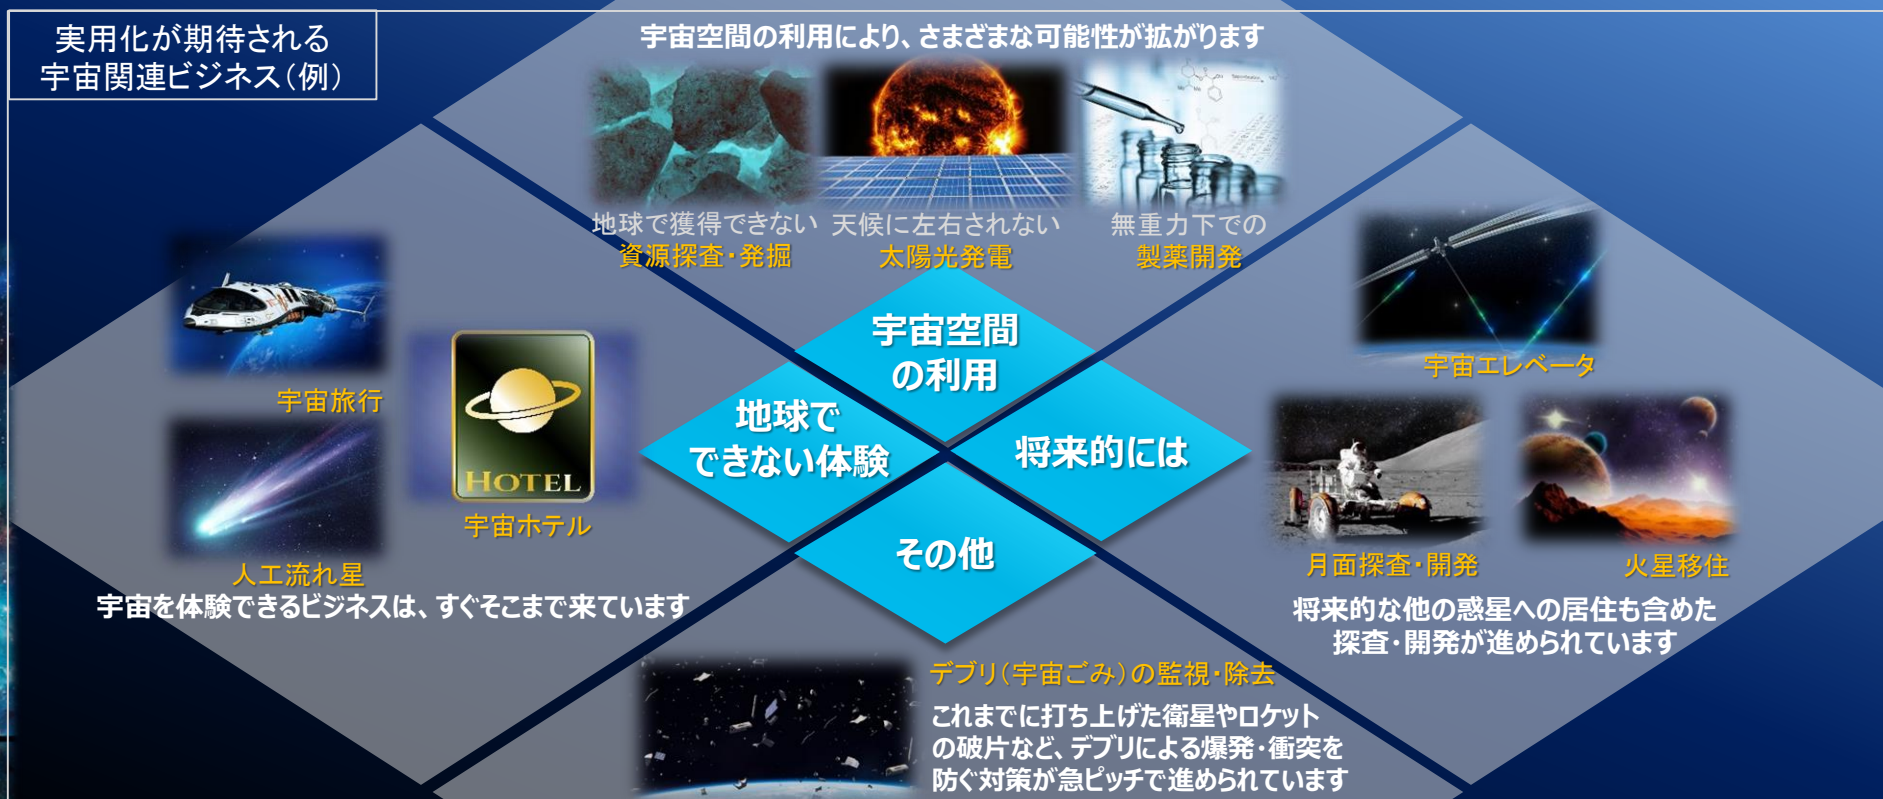 実用化が期待される
宇宙関連ビジネス(例)
宇宙空間の利用により、さまざまな可能性が拡がります
地球で獲得できない
資源探査・発掘
天候に左右されない
太陽光発電
無重力下での
製薬開発
宇宙空間
の利用
地球で
できない体験
将来的には
その他
宇宙旅行
HOTEL
宇宙ホテル
人工流れ星
宇宙を体験できるビジネスは、すぐそこまで来ています
宇宙エレベータ
月面探査・開発
火星移住
将来的な他の惑星への居住も含めた
探査・開発が進められています
デブリ(宇宙ごみ)の監視・除去
これまでに打ち上げた衛星やロケット
の破片など、デブリによる爆発・衝突を
防ぐ対策が急ピッチで進められています